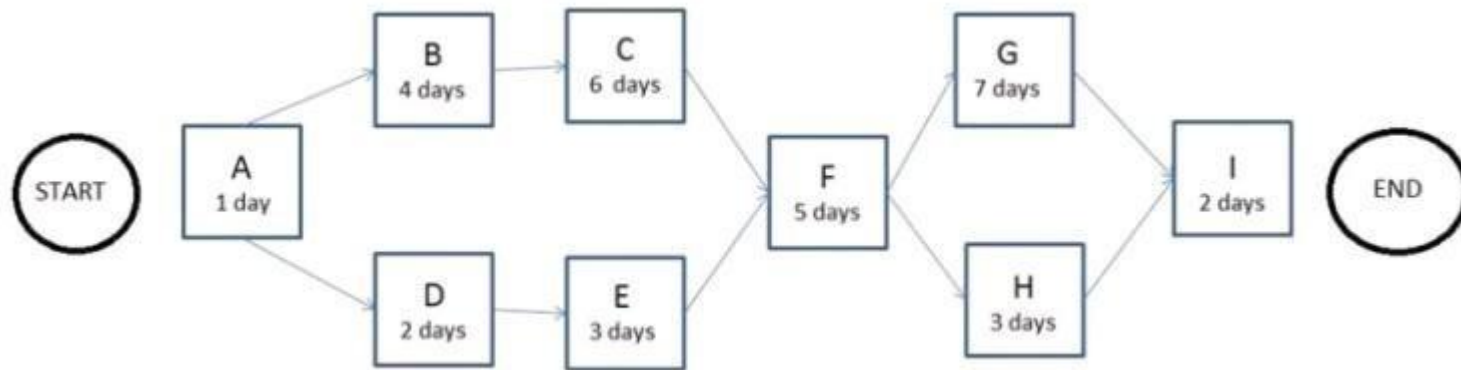 START
A
1 day
B
4 days
C
6 days
D
2 days
E
3 days
F
5 days
G
7 days
H
3 days
I
2 days
END